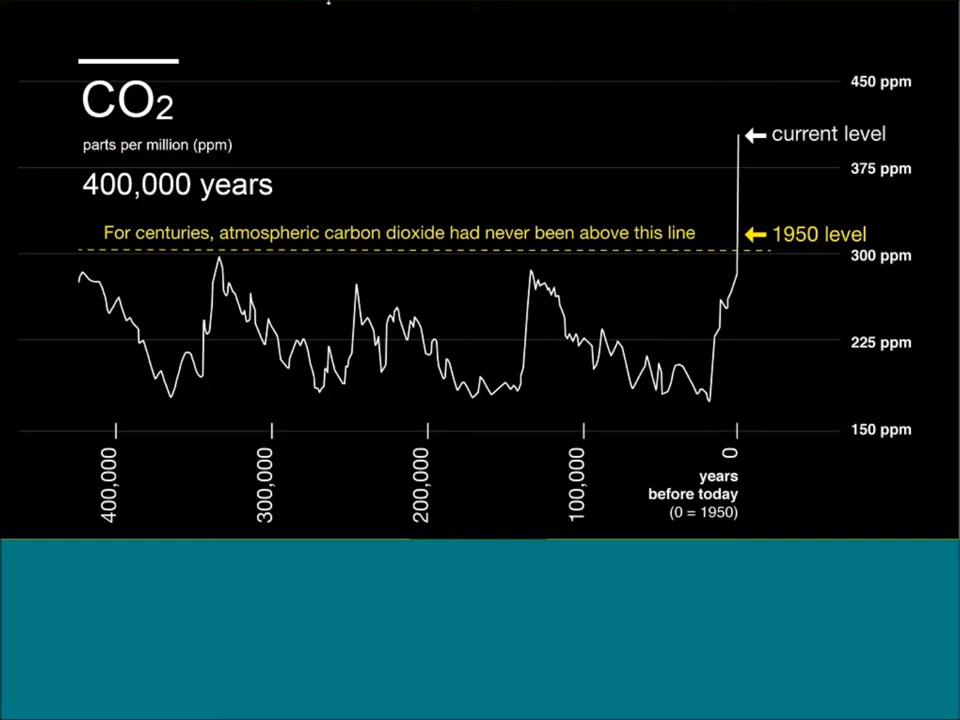 CO2
parts per million (ppm)
400,000 years
450 ppm
current level
375 ppm
For centuries, atmospheric carbon dioxide had never been above this line
1950 level
300 ppm
225 ppm
150 ppm
400,000
300,000
200,000
100,000
0
years
before today
(0 = 1950)